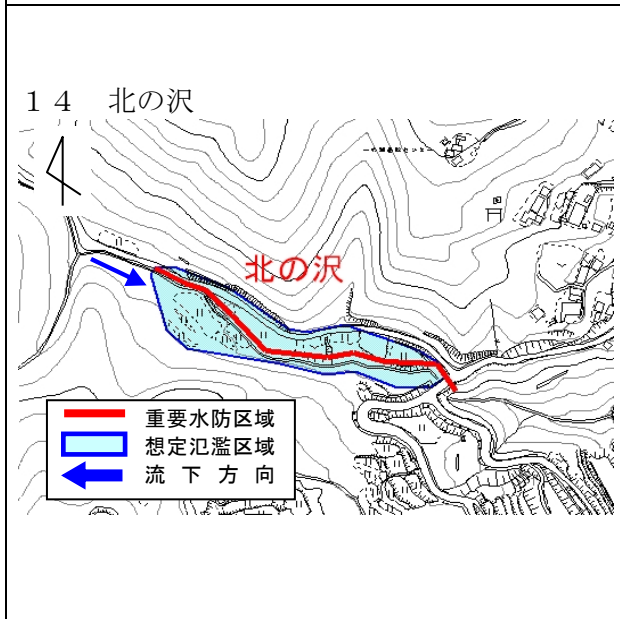 １４　北の沢
北の沢
重要水防区域
想定氾濫区域
流 下 方 向